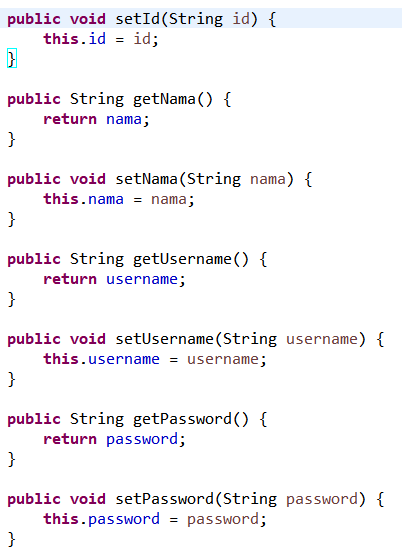 public void setId(String id) {
    this.id = id;
}

public String getNama() {
    return nama;
}

public void setNama(String nama) {
    this.nama = nama;
}

public String getUsername() {
    return username;
}

public void setUsername(String username) {
    this.username = username;
}

public String getPassword() {
    return password;
}

public void setPassword(String password) {
    this.password = password;
}